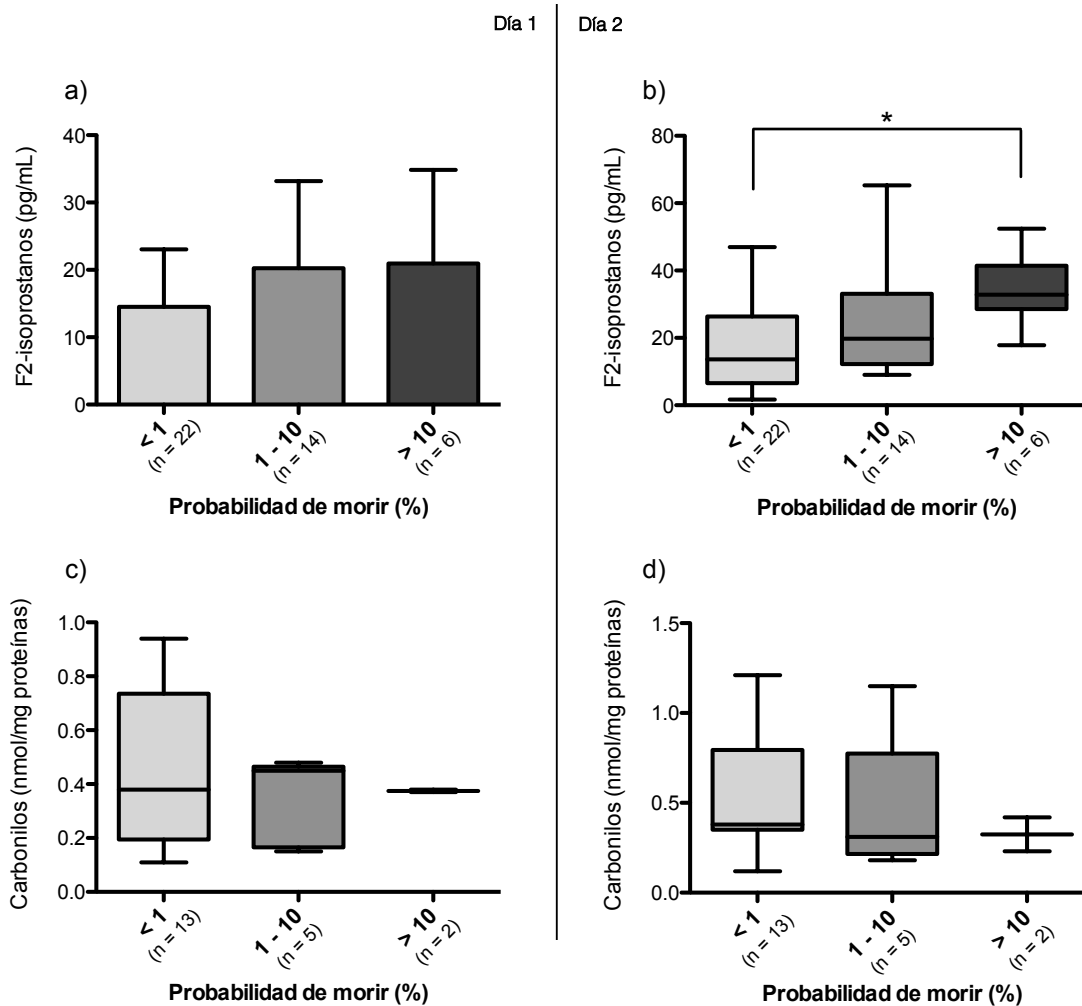 Día 1
Día 2
a)
F2-isoprostanos (pg/mL)
40
30
20
10
0
< 1
(n = 22)
1 - 10
(n = 14)
> 10
(n = 6)
Probabilidad de morir (%)
b)
F2-isoprostanos (pg/mL)
80
60
40
20
0
*
< 1
(n = 22)
1 - 10
(n = 14)
> 10
(n = 6)
Probabilidad de morir (%)
c)
Carbonilos (nmol/mg proteínas)
1.0
0.8
0.6
0.4
0.2
0.0
< 1
(n = 13)
1 - 10
(n = 5)
> 10
(n = 2)
Probabilidad de morir (%)
d)
Carbonilos (nmol/mg proteínas)
1.5
1.0
0.5
0.0
< 1
(n = 13)
1 - 10
(n = 5)
> 10
(n = 2)
Probabilidad de morir (%)